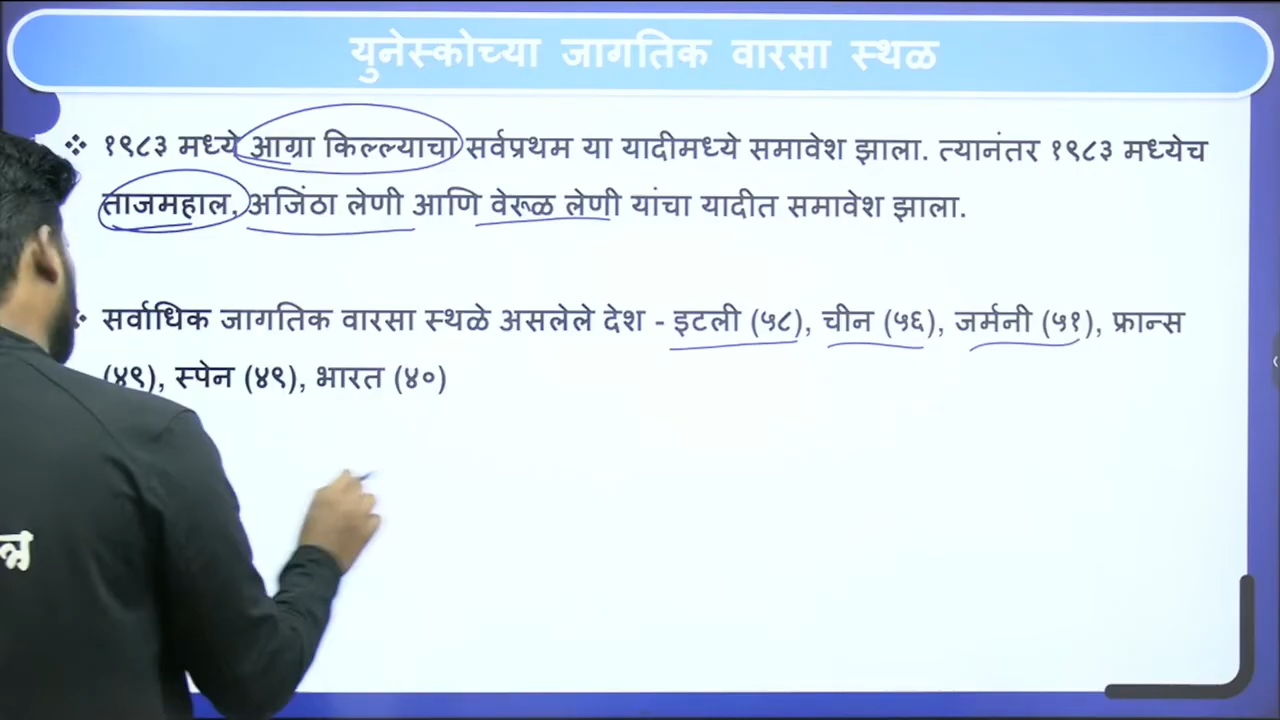 युनेस्कोच्या जागतिक वारसा स्थळ
❖ १९८३ मध्ये आग्रा किल्ल्याचा सर्वप्रथम या यादीमध्ये समावेश झाला. त्यानंतर १९८३ मध्येच
ताजमहाल, अजिंठा लेणी आणि वेरूळ लेणी यांचा यादीत समावेश झाला.
सर्वाधिक जागतिक वारसा स्थळे असलेले देश - इटली (५८), चीन (५६), जर्मनी (५१), फ्रान्स
(४९), स्पेन (४९), भारत (४०)